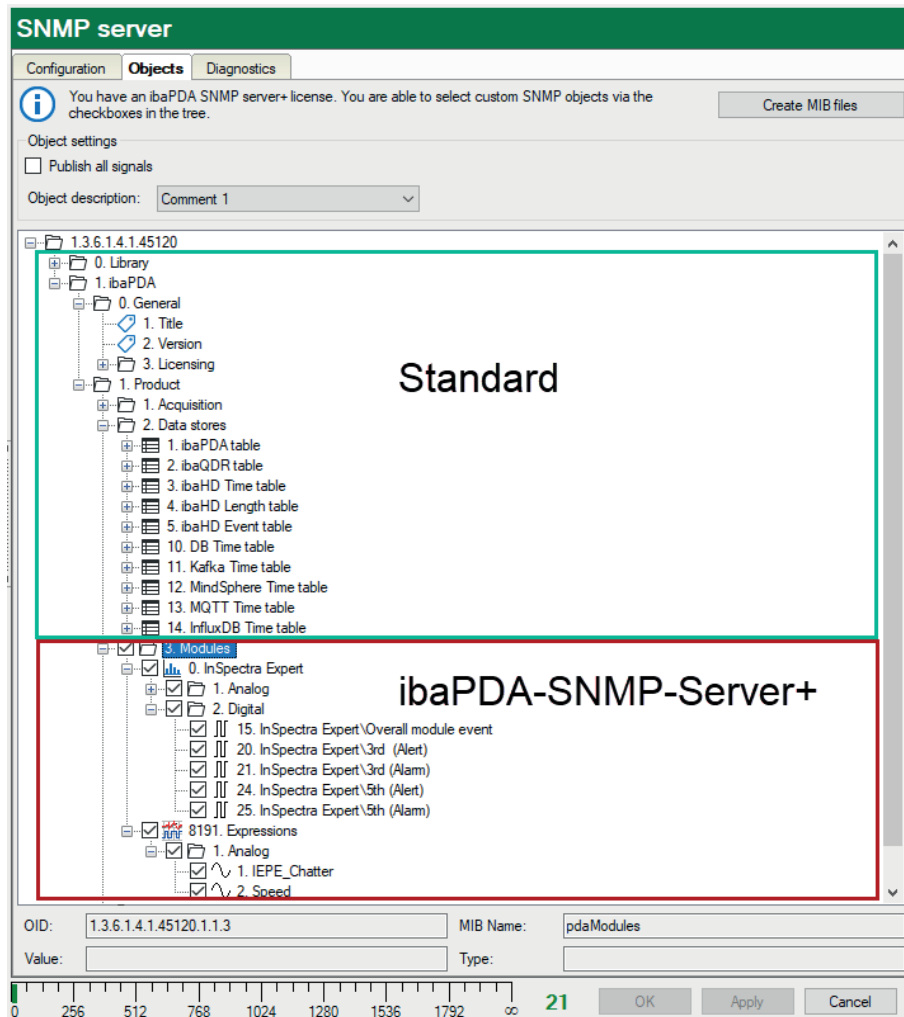 SNMP server
Configuration Objects Diagnostics
You have an ibaPDA SNMP server+ license. You are able to select custom SNMP objects via the
checkboxes in the tree.
Create MIB files
Object settings
Publish all signals
Object description: Comment 1
1.3.6.1.4.1.45120
0. Library
1. ibaPDA
0. General
1. Title
2. Version
3. Licensing
Standard
1. Product
1. Acquisition
2. Data stores
1. ibaPDA table
2. ibaQDR table
3. ibaHD Time table
4. ibaHD Length table
5. ibaHD Event table
10. DB Time table
11. Kafka Time table
12. MindSphere Time table
13. MQTT Time table
14. InfluxDB Time table
3. Modules
0. InSpectra Expert
ibaPDA-SNMP-Server+
1. Analog
2. Digital
15. InSpectra Expert\Overall module event
20. InSpectra Expert\3rd (Alert)
21. InSpectra Expert\3rd (Alarm)
24. InSpectra Expert\5th (Alert)
25. InSpectra Expert\5th (Alarm)
8191. Expressions
1. Analog
1. IEPE_Chatter
2. Speed
OID: 1.3.6.1.4.1.45120.1.1.3 MIB Name: pdaModules
Value: Type:
0 256 512 768 1024 1280 1536 1792 ∞ 21 OK Apply Cancel